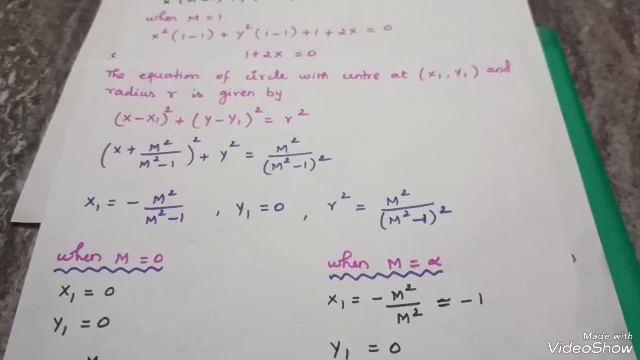 when M = 1
x² (1-1) + y² (1-1) + 1 + 2x = 0
1 + 2x = 0
The equation of circle with centre at (x₁, y₁) and
radius r is given by
(x-x₁)² + (y-y₁)² = r²
(x + M²/(M²-1))² + y² = M²/(M²-1)²
x₁ = - M²/(M²-1) , y₁ = 0 , r² = M²/(M²-1)²
when M = 0
when M = α
x₁ = 0
x₁ = - M²/M² ≃ -1
y₁ = 0
y₁ = 0
Made with
VideoShow